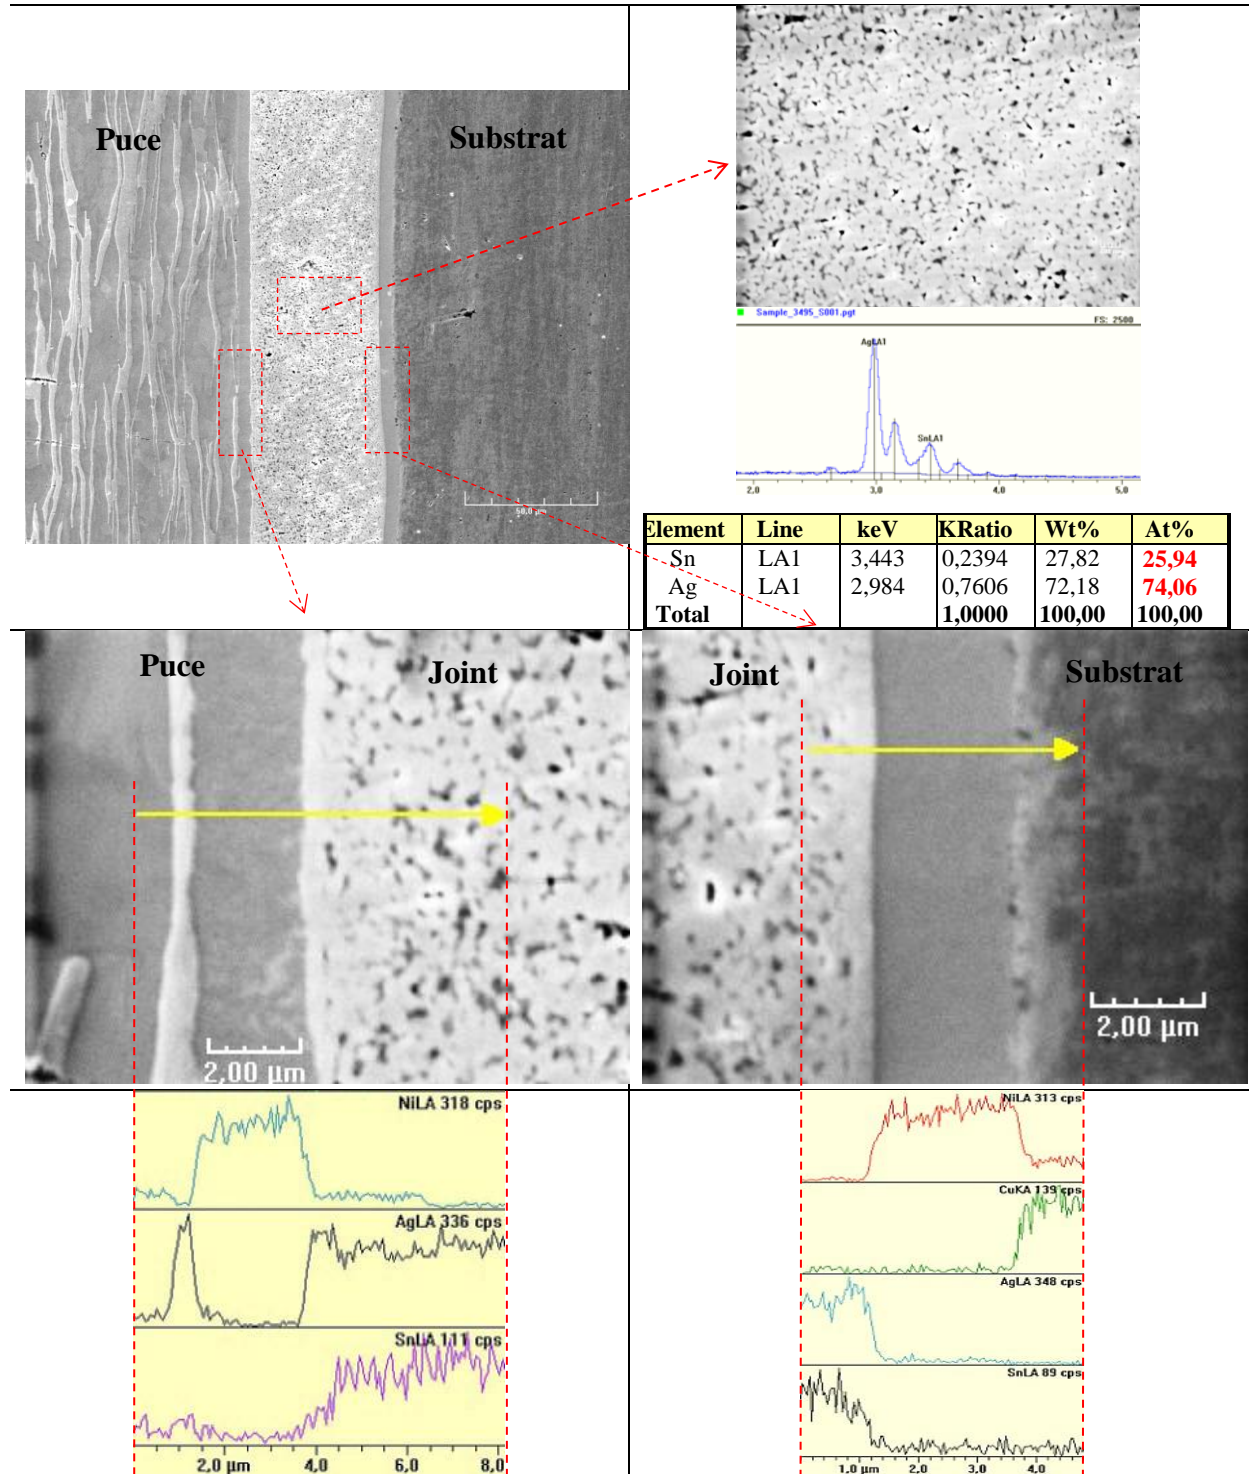 Puce
Substrat
50,0 µm
Sample_3495_S001.pgt
FS: 2500
AgLA1
SnLA1
2,0 3,0 4,0 5,0
Element Line keV KRatio Wt% At%
Sn LA1 3,443 0,2394 27,82 25,94
Ag LA1 2,984 0,7606 72,18 74,06
Total 1,0000 100,00 100,00
Puce
Joint
2,00 µm
Joint
Substrat
2,00 µm
NiLA 318 cps
AgLA 336 cps
SnLA 111 cps
2,0 µm 4,0 6,0 8,0
NiLA 313 cps
CuKA 139 cps
AgLA 348 cps
SnLA 89 cps
1,0 µm 2,0 3,0 4,0